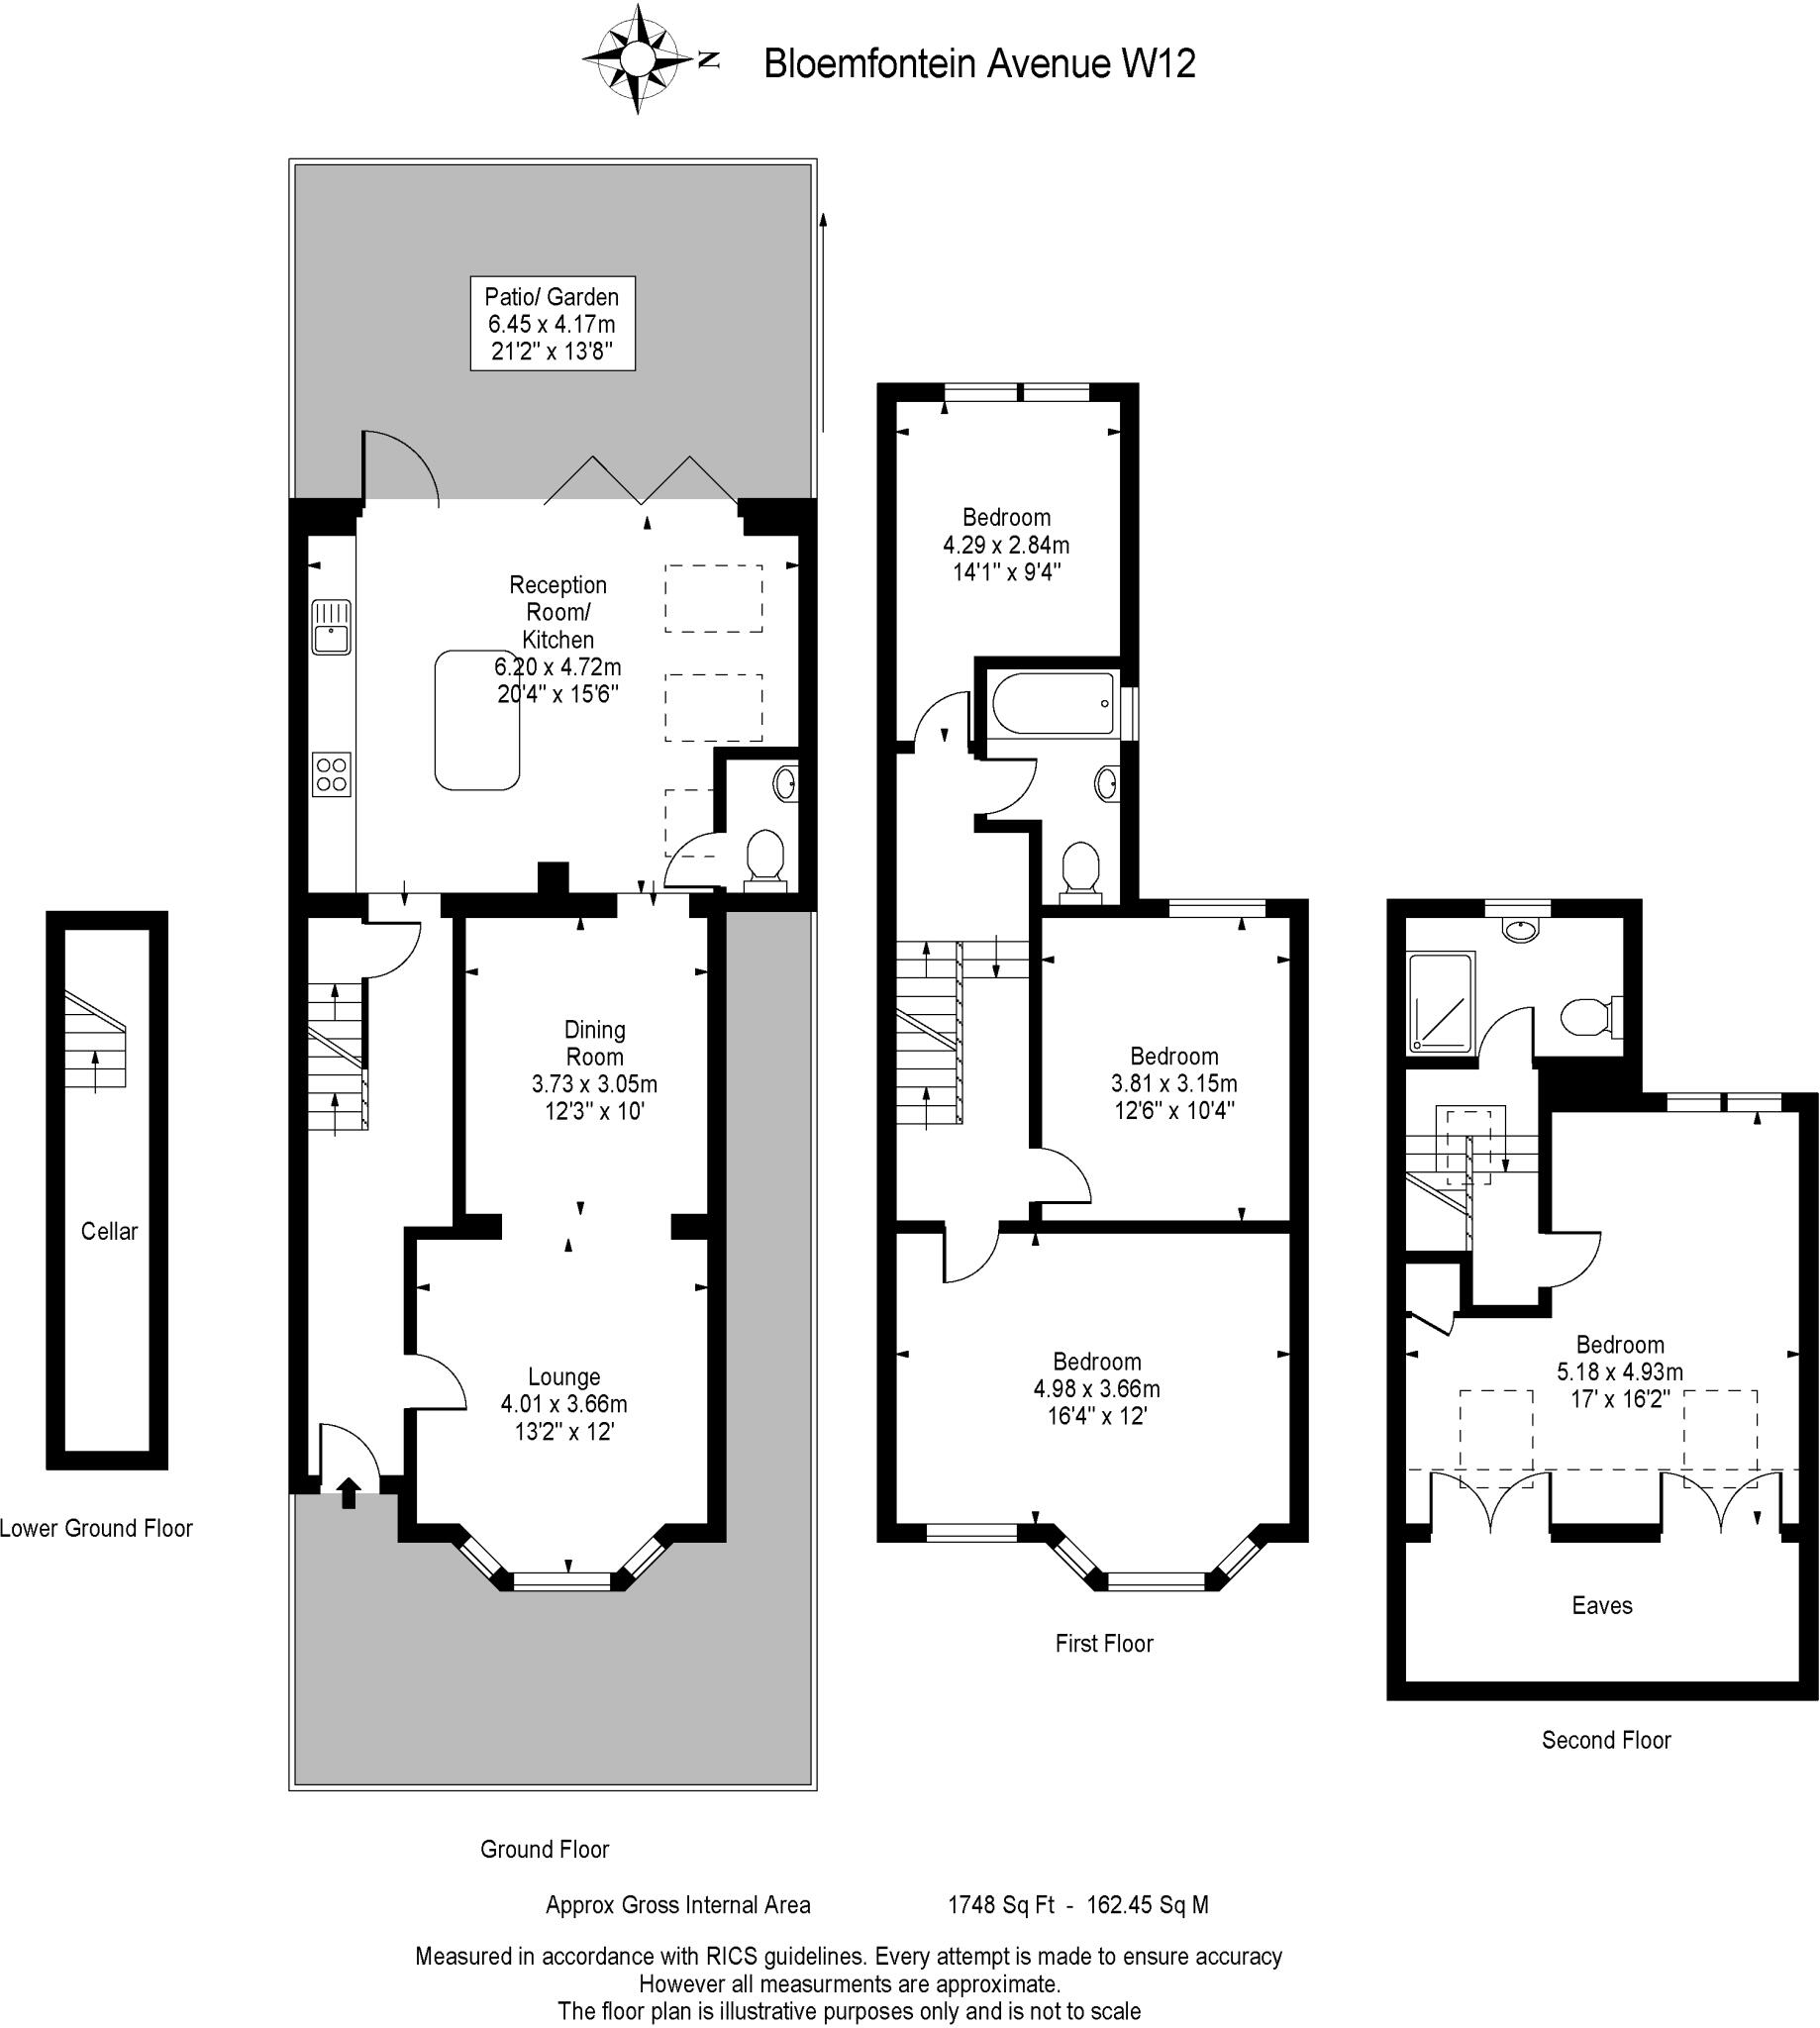 N
Bloemfontein Avenue W12
Patio/ Garden
6.45 x 4.17m
21'2" x 13'8"
Reception
Room/
Kitchen
6.20 x 4.72m
20'4" x 15'6"
Dining
Room
3.73 x 3.05m
12'3" x 10'
Lounge
4.01 x 3.66m
13'2" x 12'
Cellar
Lower Ground Floor
Ground Floor
Bedroom
4.29 x 2.84m
14'1" x 9'4"
Bedroom
3.81 x 3.15m
12'6" x 10'4"
Bedroom
4.98 x 3.66m
16'4" x 12'
First Floor
Bedroom
5.18 x 4.93m
17' x 16'2"
Eaves
Second Floor
Approx Gross Internal Area 1748 Sq Ft - 162.45 Sq M
Measured in accordance with RICS guidelines. Every attempt is made to ensure accuracy
However all measurments are approximate.
The floor plan is illustrative purposes only and is not to scale